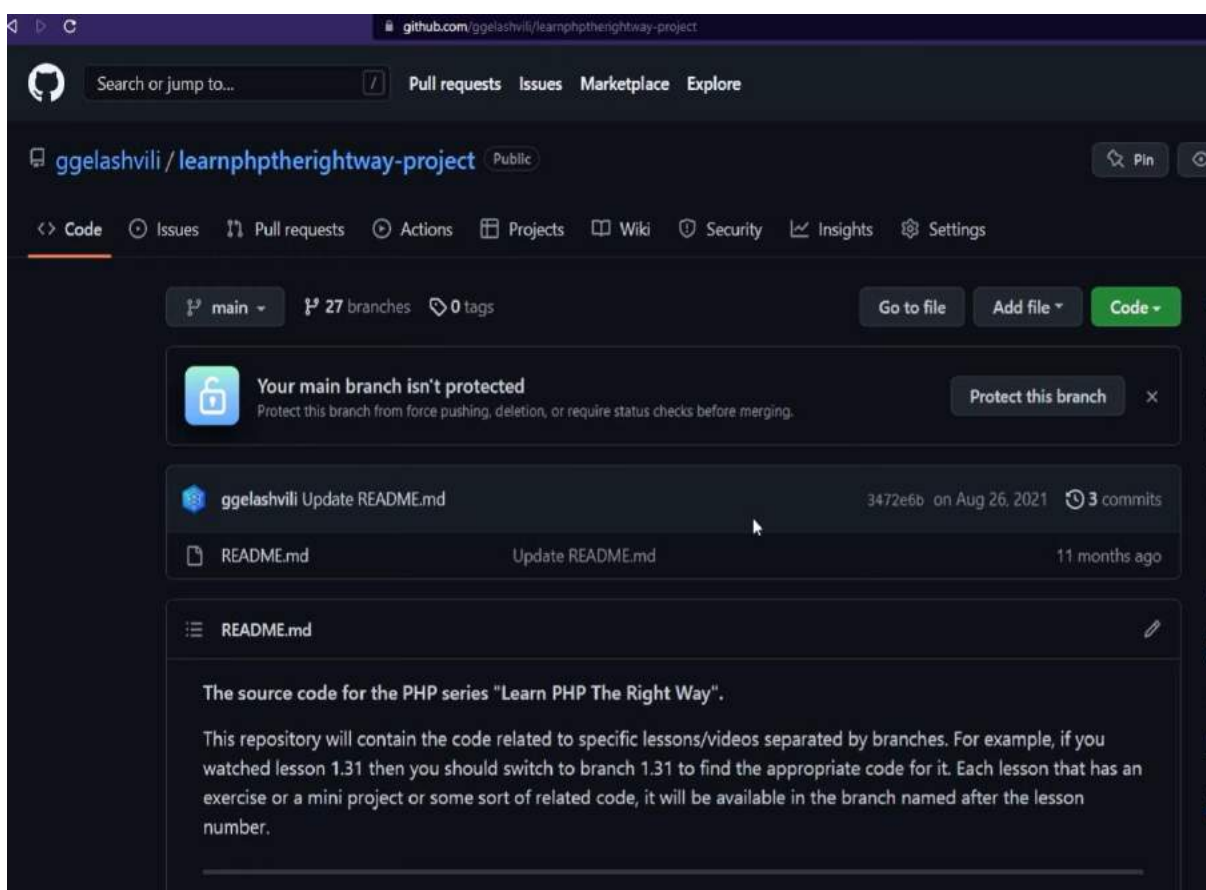 github.com/ggelashvili/learnphptherightway-project
Search or jump to... /
Pull requests Issues Marketplace Explore
ggelashvili / learnphptherightway-project Public
Pin
<> Code Issues Pull requests Actions Projects Wiki Security Insights Settings
main 27 branches 0 tags
Go to file Add file Code
Your main branch isn't protected
Protect this branch from force pushing, deletion, or require status checks before merging.
Protect this branch
ggelashvili Update README.md 3472e6b on Aug 26, 2021 3 commits
README.md Update README.md 11 months ago
README.md
The source code for the PHP series "Learn PHP The Right Way".
This repository will contain the code related to specific lessons/videos separated by branches. For example, if you
watched lesson 1.31 then you should switch to branch 1.31 to find the appropriate code for it. Each lesson that has an
exercise or a mini project or some sort of related code, it will be available in the branch named after the lesson
number.